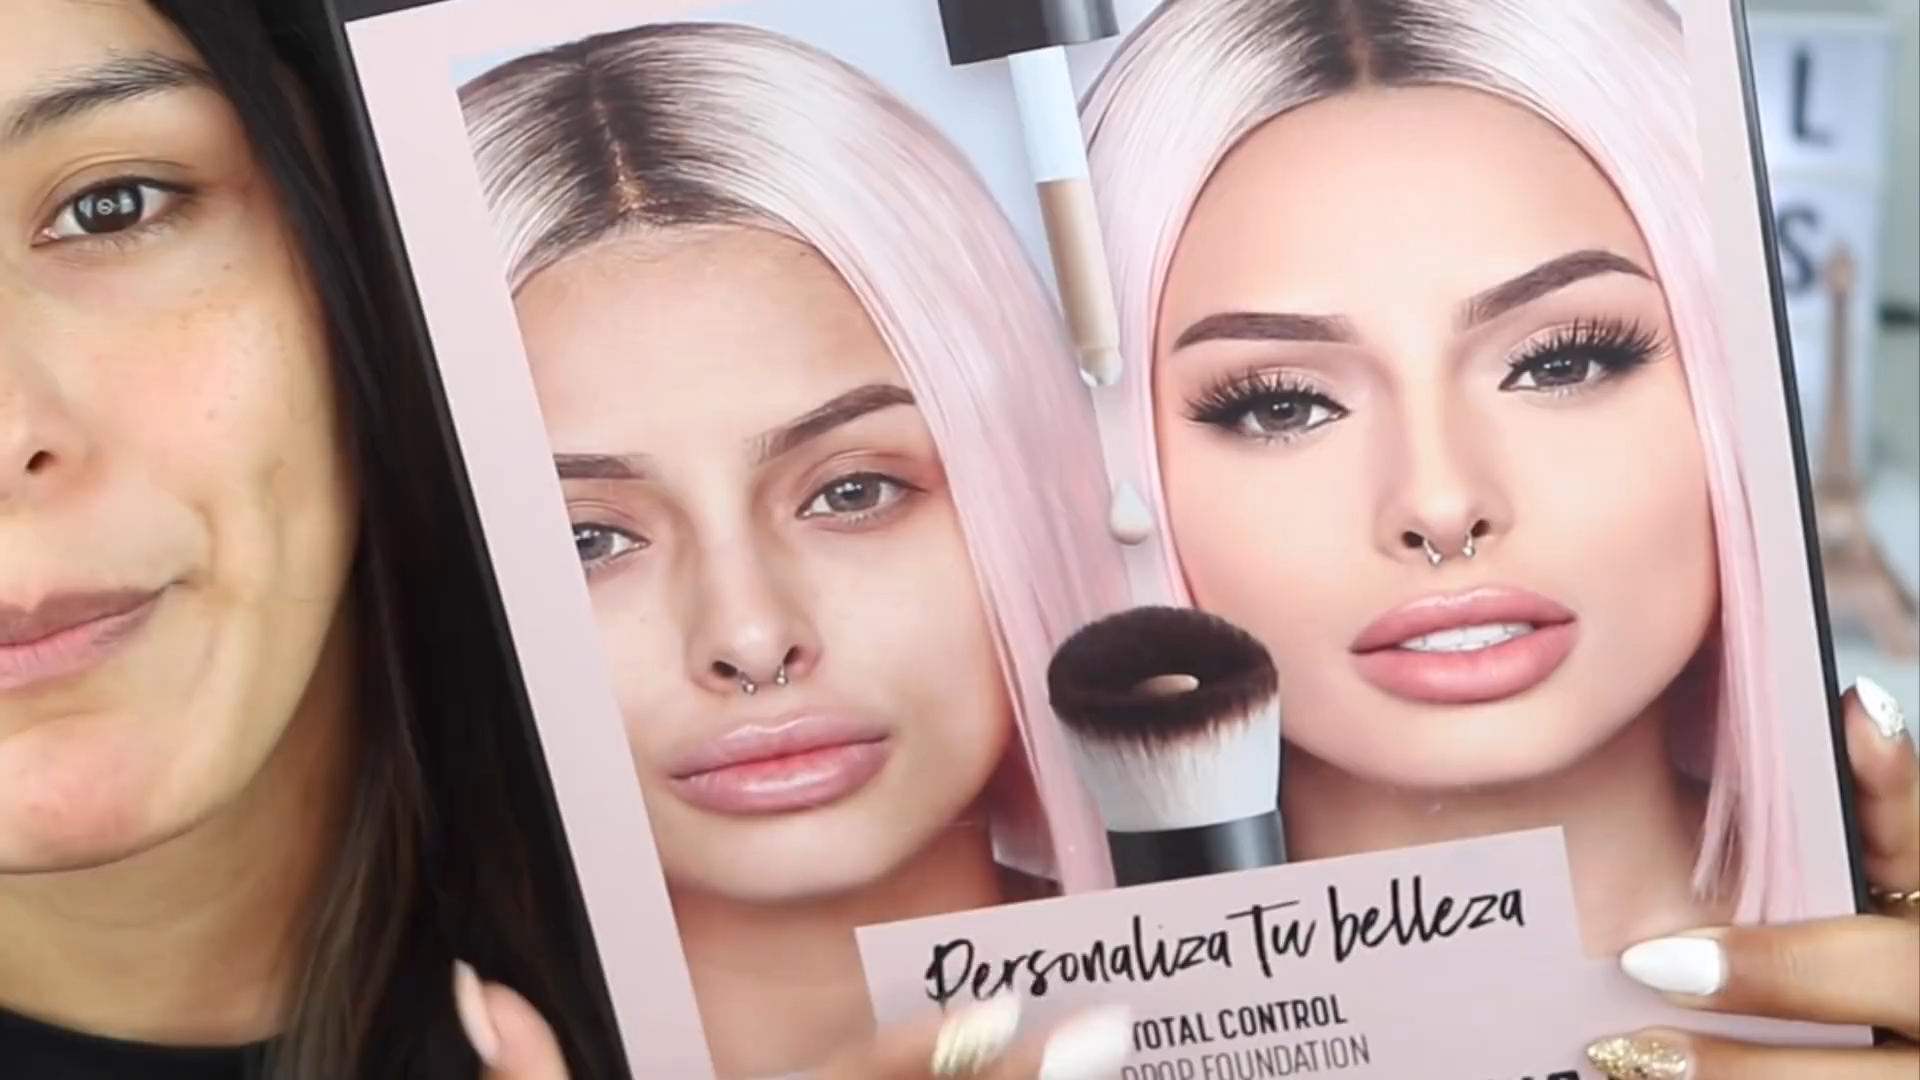 L
S
Personaliza Tu belleza
TOTAL CONTROL
DROP FOUNDATION